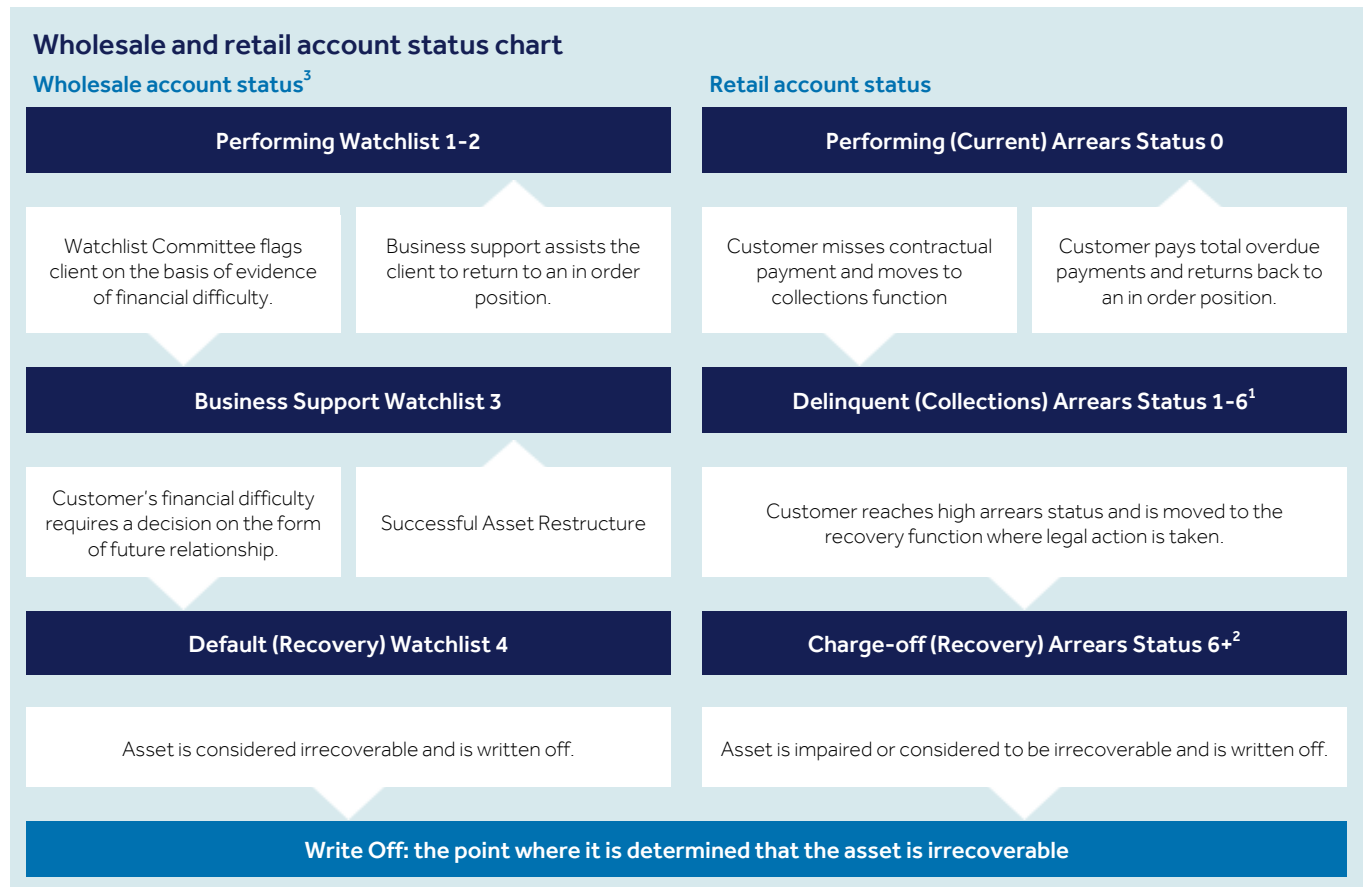 Wholesale and retail account status chart
Wholesale account status3
Retail account status
Performing Watchlist 1-2
Performing (Current) Arrears Status 0
Watchlist Committee flags
client on the basis of evidence
of financial difficulty.
Business support assists the
client to return to an in order
position.
Customer misses contractual
payment and moves to
collections function
Customer pays total overdue
payments and returns back to
an in order position.
Business Support Watchlist 3
Delinquent (Collections) Arrears Status 1-61
Customer's financial difficulty
requires a decision on the form
of future relationship.
Successful Asset Restructure
Customer reaches high arrears status and is moved to the
recovery function where legal action is taken.
Default (Recovery) Watchlist 4
Charge-off (Recovery) Arrears Status 6+2
Asset is considered irrecoverable and is written off.
Asset is impaired or considered to be irrecoverable and is written off.
Write Off: the point where it is determined that the asset is irrecoverable